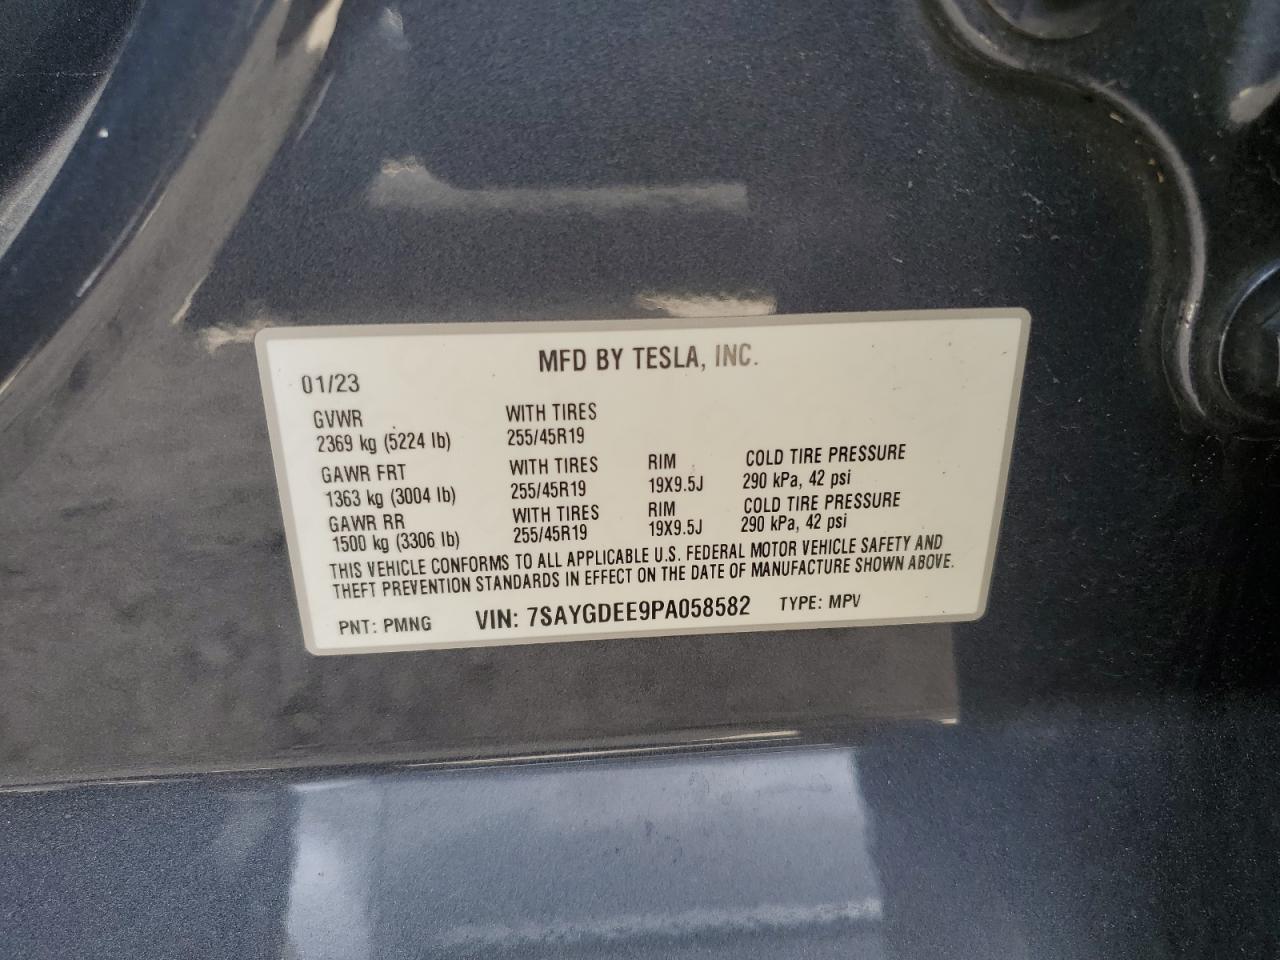 MFD BY TESLA, INC.
01/23
GVWR WITH TIRES
2369 kg (5224 lb) 255/45R19
GAWR FRT WITH TIRES RIM COLD TIRE PRESSURE
1363 kg (3004 lb) 255/45R19 19X9.5J 290 kPa, 42 psi
GAWR RR WITH TIRES RIM COLD TIRE PRESSURE
1500 kg (3306 lb) 255/45R19 19X9.5J 290 kPa, 42 psi
THIS VEHICLE CONFORMS TO ALL APPLICABLE U.S. FEDERAL MOTOR VEHICLE SAFETY AND
THEFT PREVENTION STANDARDS IN EFFECT ON THE DATE OF MANUFACTURE SHOWN ABOVE.
PNT: PMNG VIN: 7SAYGDEE9PA058582 TYPE: MPV